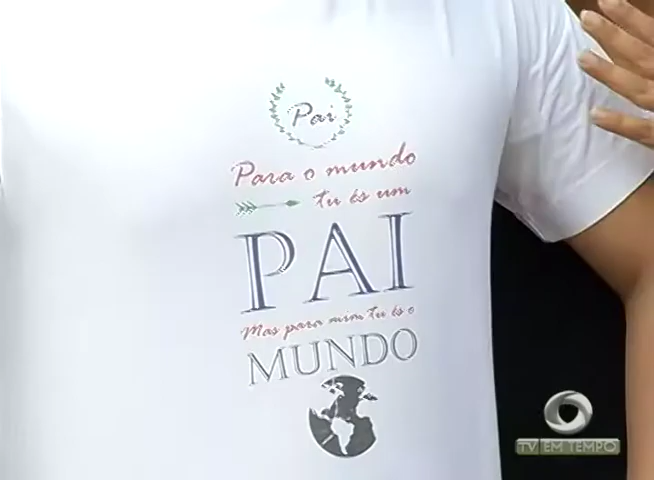 Pai
Para o mundo
tu és um
PAI
Mas para mim tu és o
MUNDO
TV EM TEMPO